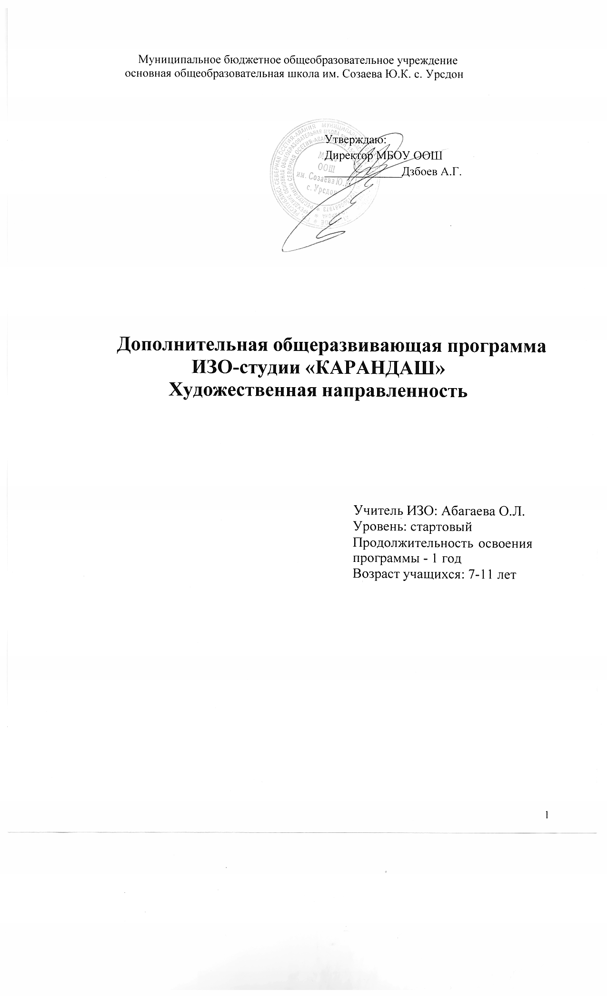 Муниципальное бюджетное общеобразовательное учреждение
основная общеобразовательная школа им. Созаева Ю.К. с. Урсдон
Утверждаю:
Директор МБОУ ООШ
_____________Дзбоев А.Г.
ООШ
им. Созаева Ю.К.
с. Урсдон
Дополнительная общеразвивающая программа
ИЗО-студии «КАРАНДАШ»
Художественная направленность
Учитель ИЗО: Абагаева О.Л.
Уровень: стартовый
Продолжительность освоения
программы - 1 год
Возраст учащихся: 7-11 лет
1